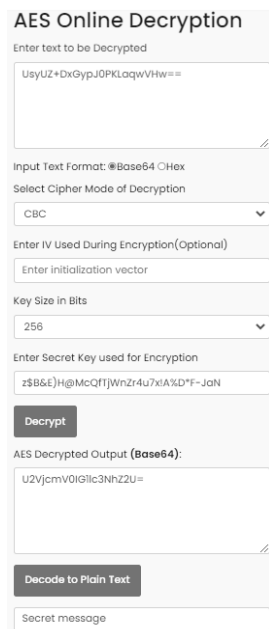 AES Online Decryption
Enter text to be Decrypted
UsyUZ+DxGypJ0PKLaqwVHw==
Input Text Format: Base64 Hex
Select Cipher Mode of Decryption
CBC
Enter IV Used During Encryption(Optional)
Enter initialization vector
Key Size in Bits
256
Enter Secret Key used for Encryption
z$B&E)H@McQfTjWnZr4u7x!A%D*F-JaN
Decrypt
AES Decrypted Output (Base64):
U2VjcmV0IG1lc3NhZ2U=
Decode to Plain Text
Secret message